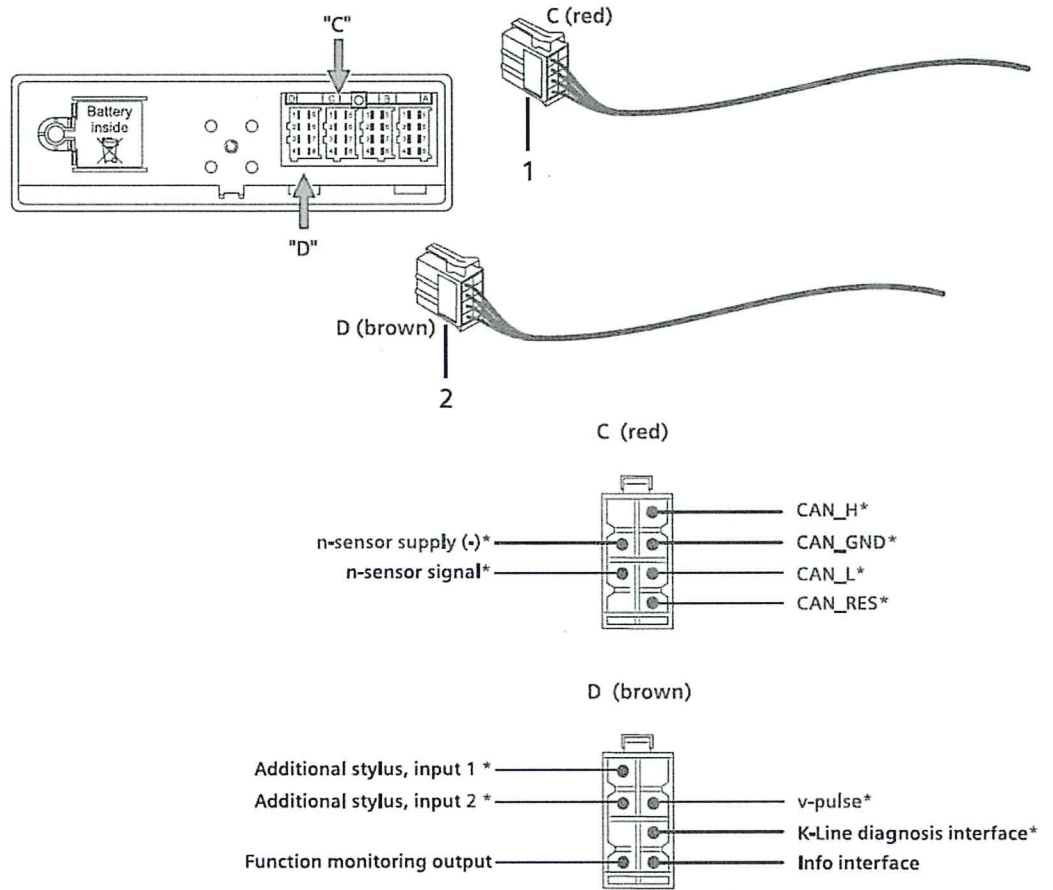 "C"
C (red)
Battery
inside
D C B A
1
"D"
D (brown)
2
C (red)
CAN_H*
n-sensor supply (-)*
CAN_GND*
n-sensor signal*
CAN_L*
CAN_RES*
D (brown)
Additional stylus, input 1 *
Additional stylus, input 2 *
v-pulse*
K-Line diagnosis interface*
Function monitoring output
Info interface